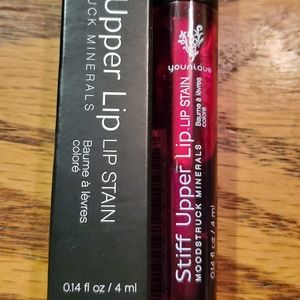 Upper Lip LIP STAIN
UCK MINERALS
Baume à lèvres
coloré
0.14 fl oz / 4 ml
younique
Stiff Upper Lip LIP STAIN
MOODSTRUCK MINERALS
Baume à lèvres
coloré
0.14 fl oz / 4 ml